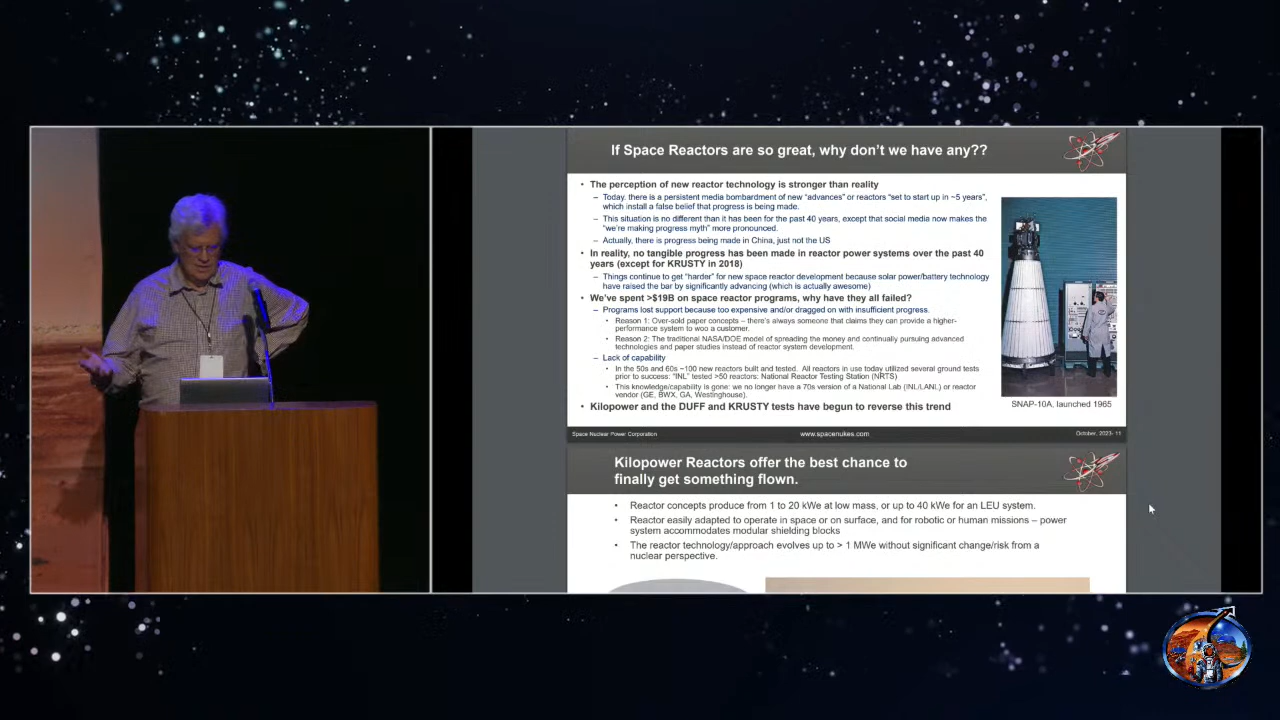 If Space Reactors are so great, why don't we have any??
• The perception of new reactor technology is stronger than reality
– Today, there is a persistent media bombardment of new "advances" or reactors "set to start up in ~5 years",
which install a false belief that progress is being made.
– This situation is no different than it has been for the past 40 years, except that social media now makes the
"we're making progress myth" more pronounced.
– Actually, there is progress being made in China, just not the US
• In reality, no tangible progress has been made in reactor power systems over the past 40
years (except for KRUSTY in 2018)
– Things continue to get "harder" for new space reactor development because solar power/battery technology
have raised the bar by significantly advancing (which is actually awesome)
• We've spent >$19B on space reactor programs, why have they all failed?
– Programs lost support because too expensive and/or dragged on with insufficient progress.
• Reason 1: Over-sold paper concepts – there's always someone that claims they can provide a higher-
performance system to woo a customer.
• Reason 2: The traditional NASA/DOE model of spreading the money and continually pursuing advanced
technologies and paper studies instead of reactor system development.
– Lack of capability
• In the 50s and 60s ~100 new reactors built and tested. All reactors in use today utilized several ground tests
prior to success: "INL" tested >50 reactors: National Reactor Testing Station (NRTS)
• This knowledge/capability is gone: we no longer have a 70s version of a National Lab (INL/LANL) or reactor
vendor (GE, BWX, GA, Westinghouse).
• Kilopower and the DUFF and KRUSTY tests have begun to reverse this trend
SNAP-10A, launched 1965
Space Nuclear Power Corporation
www.spacenukes.com
October, 2023- 11
Kilopower Reactors offer the best chance to
finally get something flown.
• Reactor concepts produce from 1 to 20 kWe at low mass, or up to 40 kWe for an LEU system.
• Reactor easily adapted to operate in space or on surface, and for robotic or human missions – power
system accommodates modular shielding blocks
• The reactor technology/approach evolves up to > 1 MWe without significant change/risk from a
nuclear perspective.